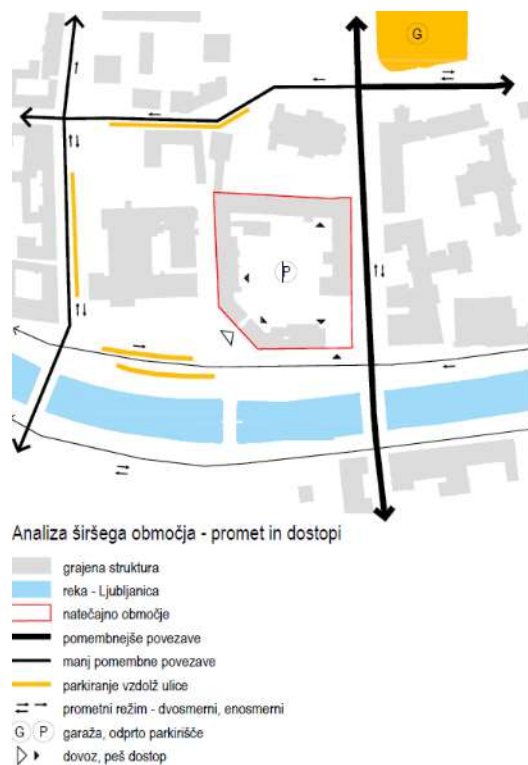 G
P
Analiza širšega območja - promet in dostopi
grajena struktura
reka - Ljubljanica
natečajno območje
pomembnejše povezave
manj pomembne povezave
parkiranje vzdolž ulice
prometni režim - dvosmerni, enosmerni
G P garaža, odprto parkirišče
dovoz, peš dostop